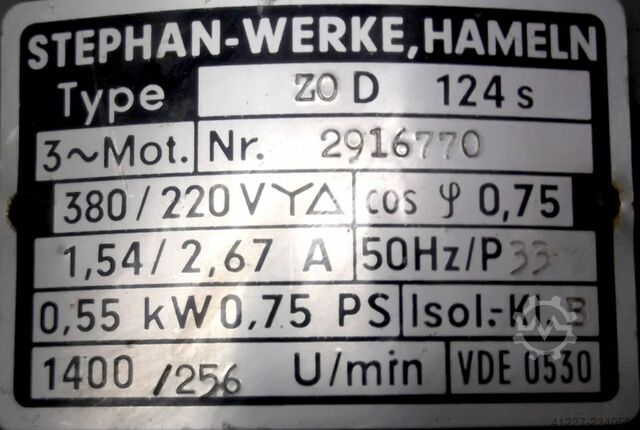 STEPHAN-WERKE, HAMELN
Type ZO D 124 s
3~Mot. Nr. 2916770
380/220 V Y△ cos φ 0,75
1,54/2,67 A 50Hz/P33
0,55 kW 0,75 PS Isol.-Kl. B
1400/256 U/min VDE 0530